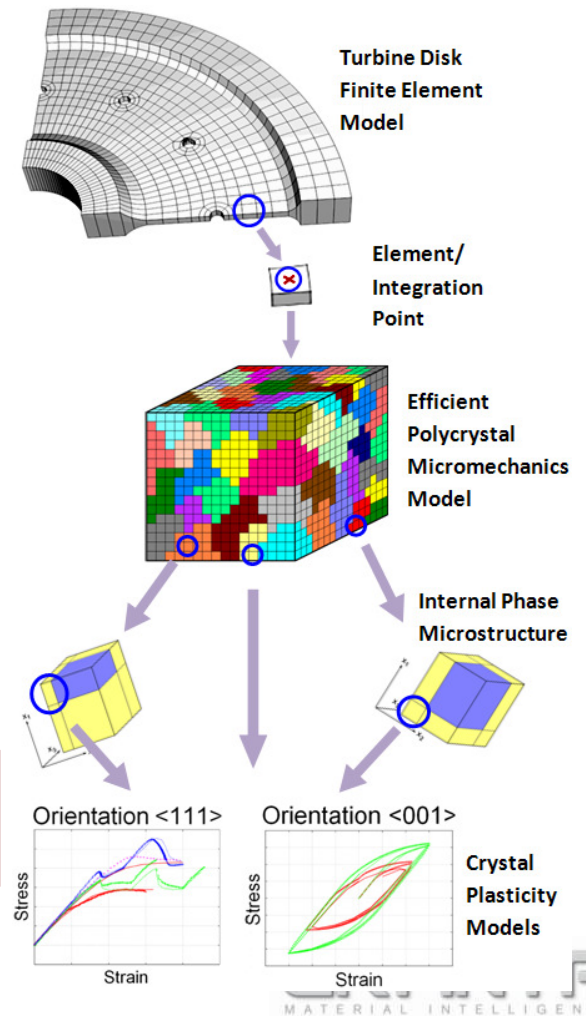 Turbine Disk
Finite Element
Model
Element/
Integration
Point
Efficient
Polycrystal
Micromechanics
Model
Internal Phase
Microstructure
Orientation <111>
Orientation <001>
Stress
Strain
Stress
Strain
Crystal
Plasticity
Models
MATERIAL INTELLIGEN